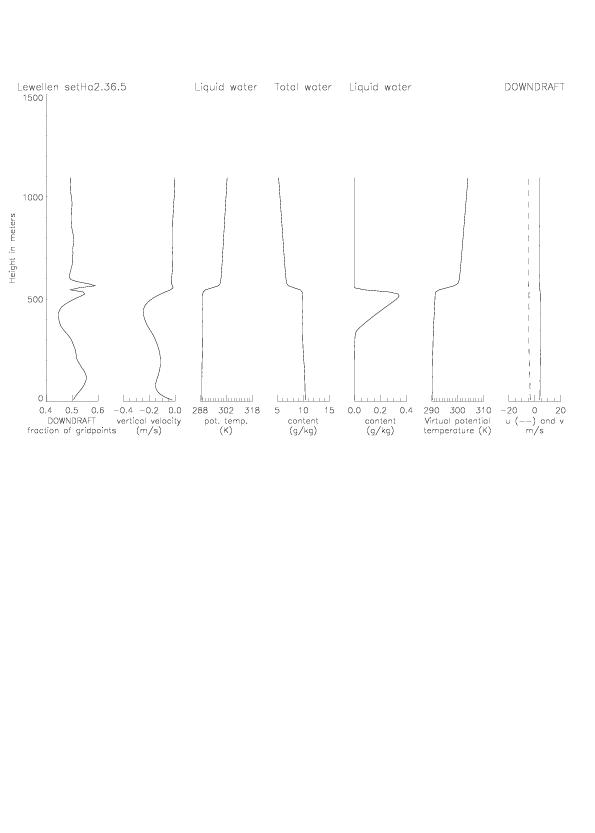 Lewellen setHa2.36.5 Liquid water Total water Liquid water DOWNDRAFT
1500
1000
500
0
Height in meters
0.4 0.5 0.6 −0.4 −0.2 0.0 288 302 318 5 10 15 0.0 0.2 0.4 290 300 310 −20 0 20
DOWNDRAFT vertical velocity pot. temp. content content Virtual potential u (−−) and v
fraction of gridpoints (m/s) (K) (g/kg) (g/kg) temperature (K) m/s